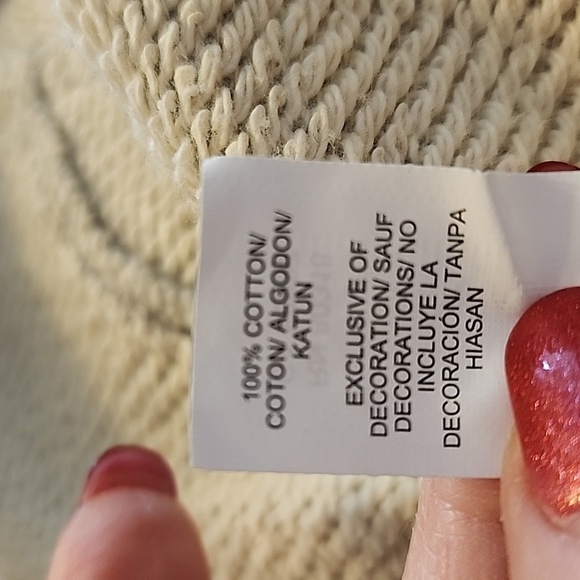 100% COTTON/
COTON/ ALGODON/
KATUN
EXCLUSIVE OF
DECORATION/ SAUF
DECORATIONS/ NO
INCLUYE LA
DECORACIÓN/ TANPA
HIASAN